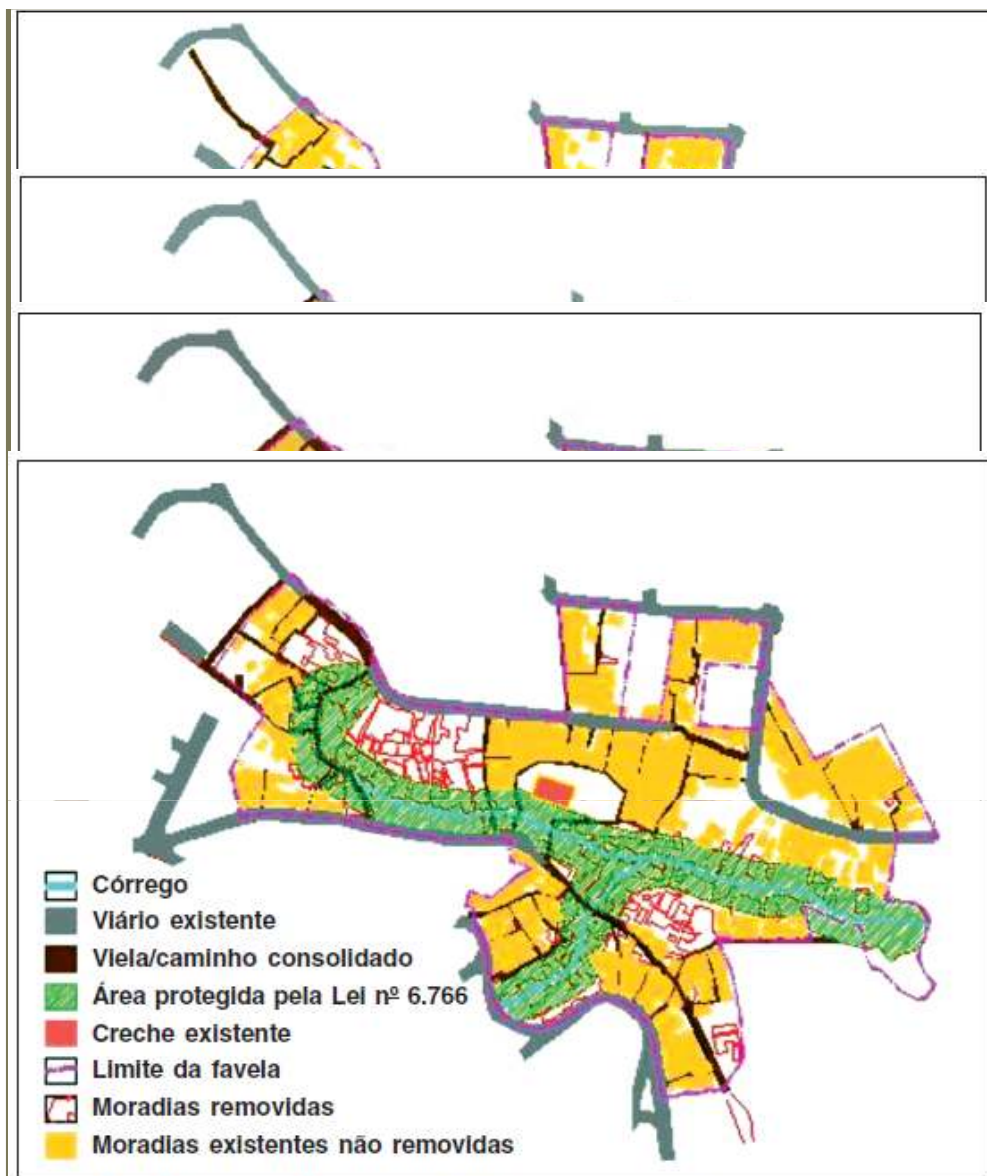 Córrego
Viário existente
Viela/caminho consolidado
Área protegida pela Lei nº 6.766
Creche existente
Limite da favela
Moradias removidas
Moradias existentes não removidas